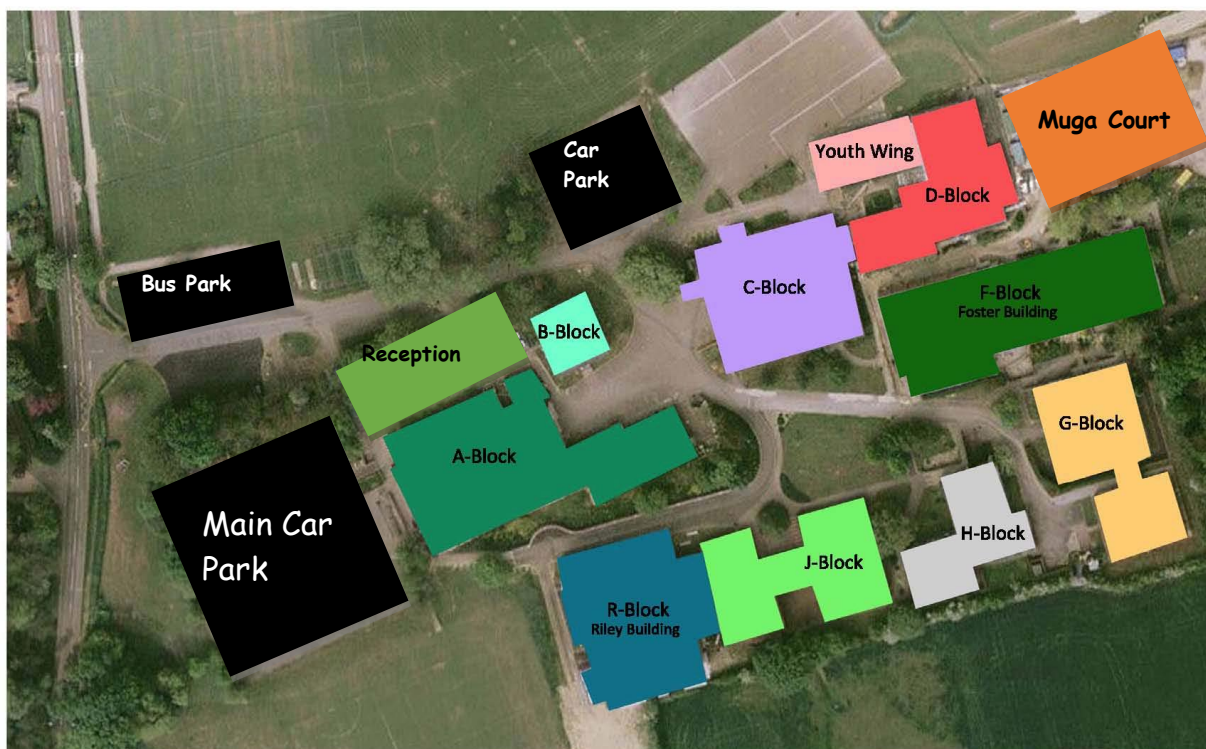 Muga Court
Car
Park
Youth Wing
D-Block
Bus Park
C-Block
F-Block
Foster Building
B-Block
Reception
G-Block
A-Block
Main Car
Park
H-Block
J-Block
R-Block
Riley Building